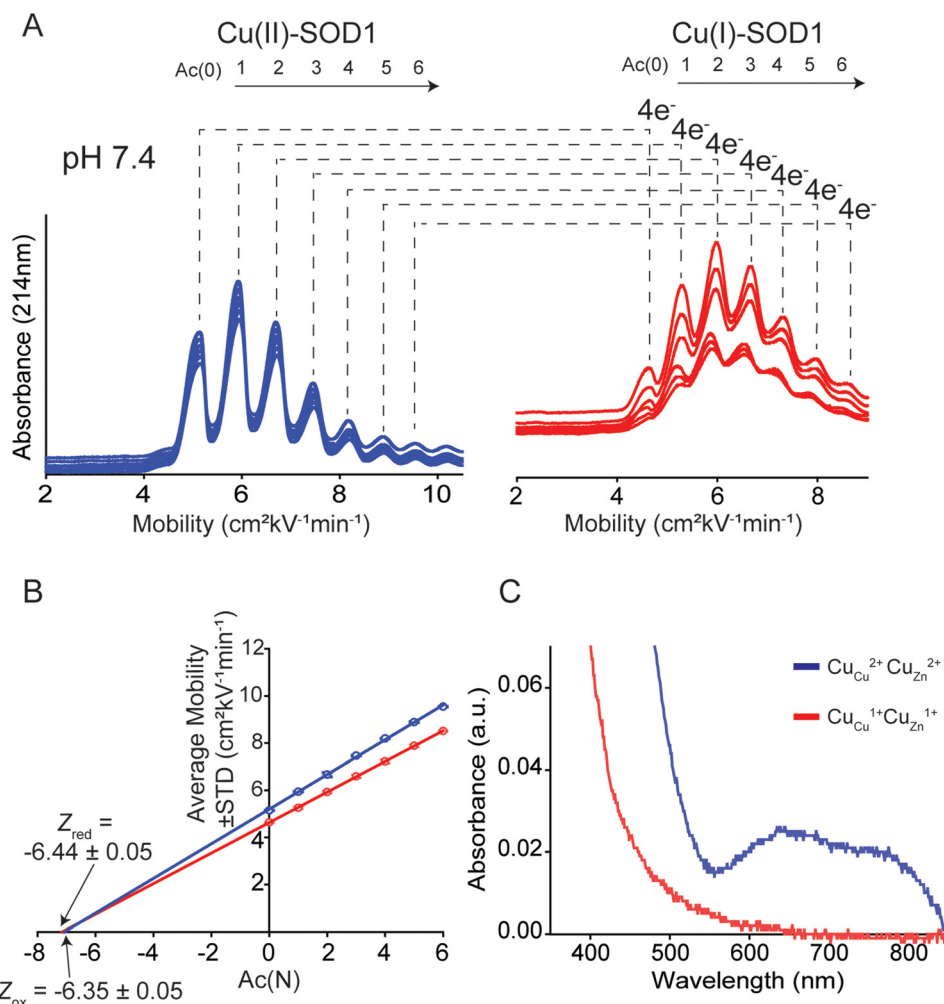 A
Cu(II)-SOD1
Ac(0) 1 2 3 4 5 6
Cu(I)-SOD1
Ac(0) 1 2 3 4 5 6
4e⁻
4e⁻
4e⁻
4e⁻
4e⁻
4e⁻
4e⁻
pH 7.4
Absorbance (214nm)
2 4 6 8 10
Mobility (cm²kV⁻¹min⁻¹)
2 4 6 8
Mobility (cm²kV⁻¹min⁻¹)
B
Average Mobility
±STD (cm²kV⁻¹min⁻¹)
12
10
8
6
4
2
Z_red =
-6.44 ± 0.05
-8 -6 -4 -2 0 2 4 6
Ac(N)
Z_ox = -6.35 ± 0.05
C
Absorbance (a.u.)
0.06
0.04
0.02
0.00
Cu_Cu²⁺Cu_Zn²⁺
Cu_Cu¹⁺Cu_Zn¹⁺
400 500 600 700 800
Wavelength (nm)